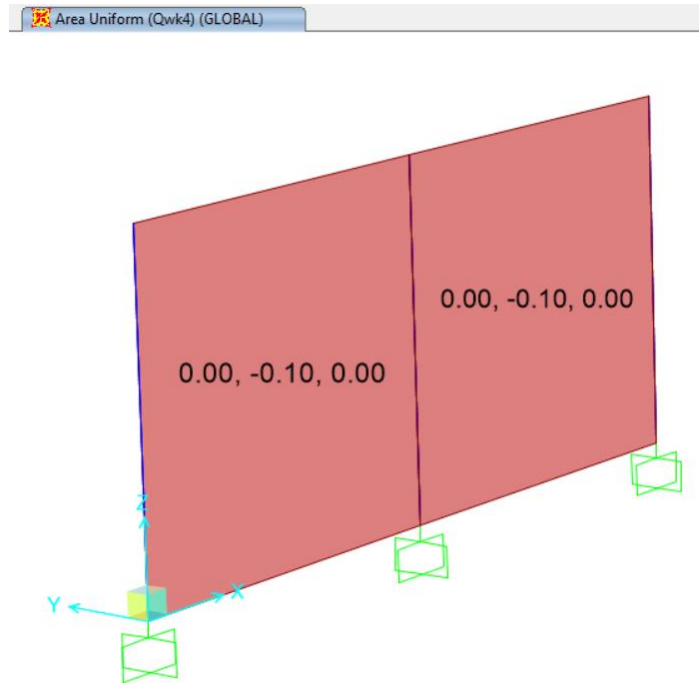 Area Uniform (Qwk4) (GLOBAL)
0.00, -0.10, 0.00
0.00, -0.10, 0.00
Z
Y
X